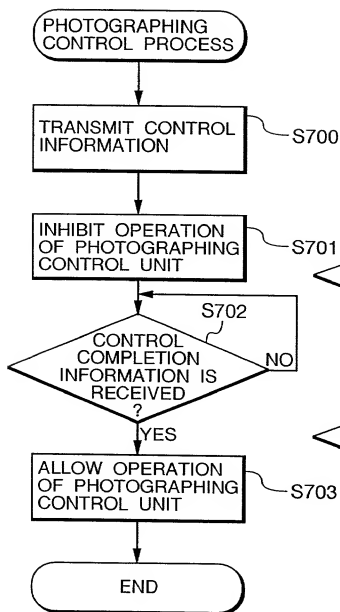 PHOTOGRAPHING
CONTROL PROCESS
TRANSMIT CONTROL
INFORMATION
S700
INHIBIT OPERATION
OF PHOTOGRAPHING
CONTROL UNIT
S701
S702
CONTROL
COMPLETION
INFORMATION IS
RECEIVED
?
NO
YES
ALLOW OPERATION
OF PHOTOGRAPHING
CONTROL UNIT
S703
END